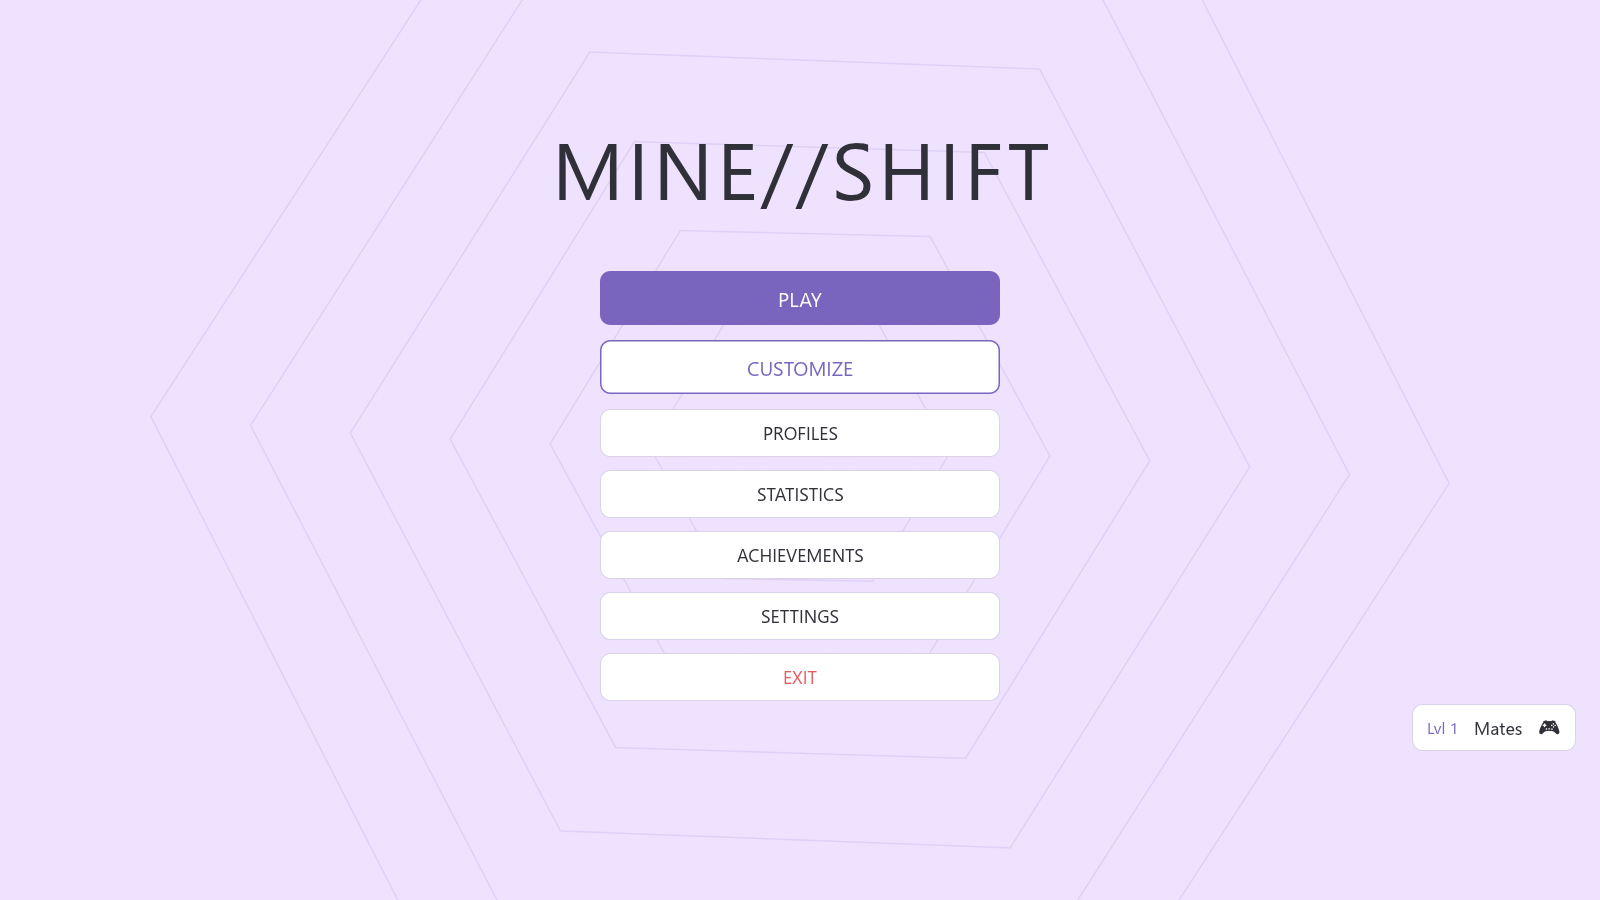 MINE//SHIFT
PLAY
CUSTOMIZE
PROFILES
STATISTICS
ACHIEVEMENTS
SETTINGS
EXIT
Lvl 1 Mates 🎮